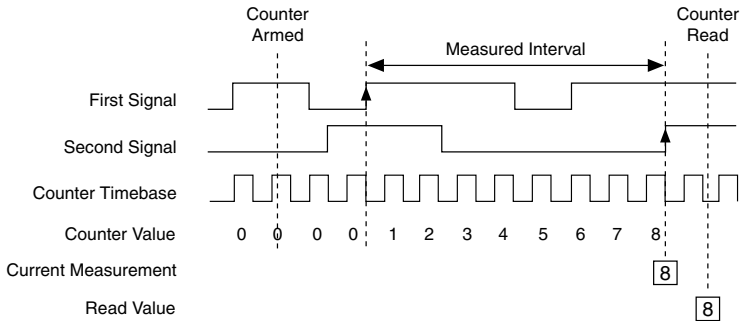 Counter
Armed
Counter
Read
Measured Interval
First Signal
Second Signal
Counter Timebase
Counter Value 0 0 0 0 1 2 3 4 5 6 7 8
Current Measurement 8
Read Value 8